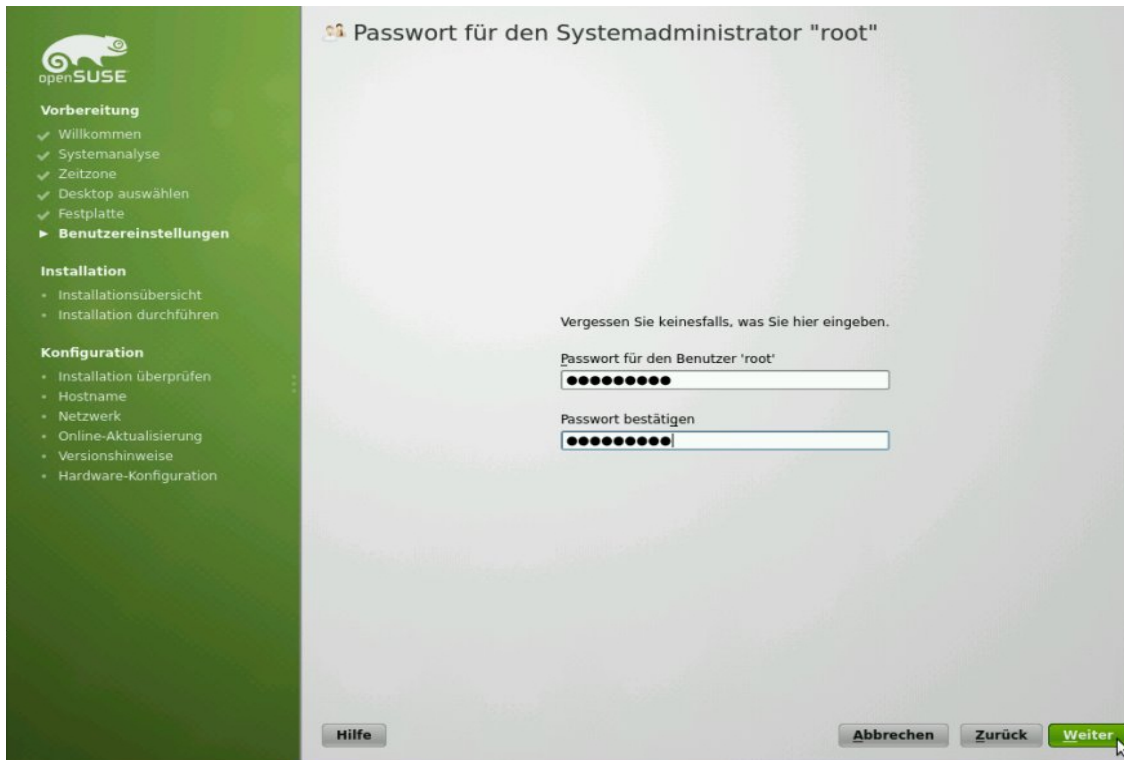 openSUSE
Vorbereitung
Willkommen
Systemanalyse
Zeitzone
Desktop auswählen
Festplatte
Benutzereinstellungen
Installation
Installationsübersicht
Installation durchführen
Konfiguration
Installation überprüfen
Hostname
Netzwerk
Online-Aktualisierung
Versionshinweise
Hardware-Konfiguration
Passwort für den Systemadministrator "root"
Vergessen Sie keinesfalls, was Sie hier eingeben.
Passwort für den Benutzer 'root'
●●●●●●●●●
Passwort bestätigen
●●●●●●●●●
Hilfe
Abbrechen
Zurück
Weiter